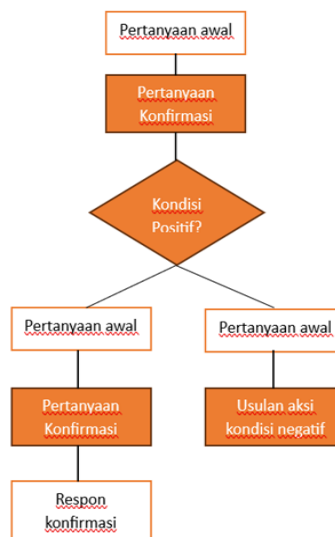 Pertanyaan awal
Pertanyaan
Konfirmasi
Kondisi
Positif?
Pertanyaan awal
Pertanyaan awal
Pertanyaan
Konfirmasi
Usulan aksi
kondisi negatif
Respon
konfirmasi